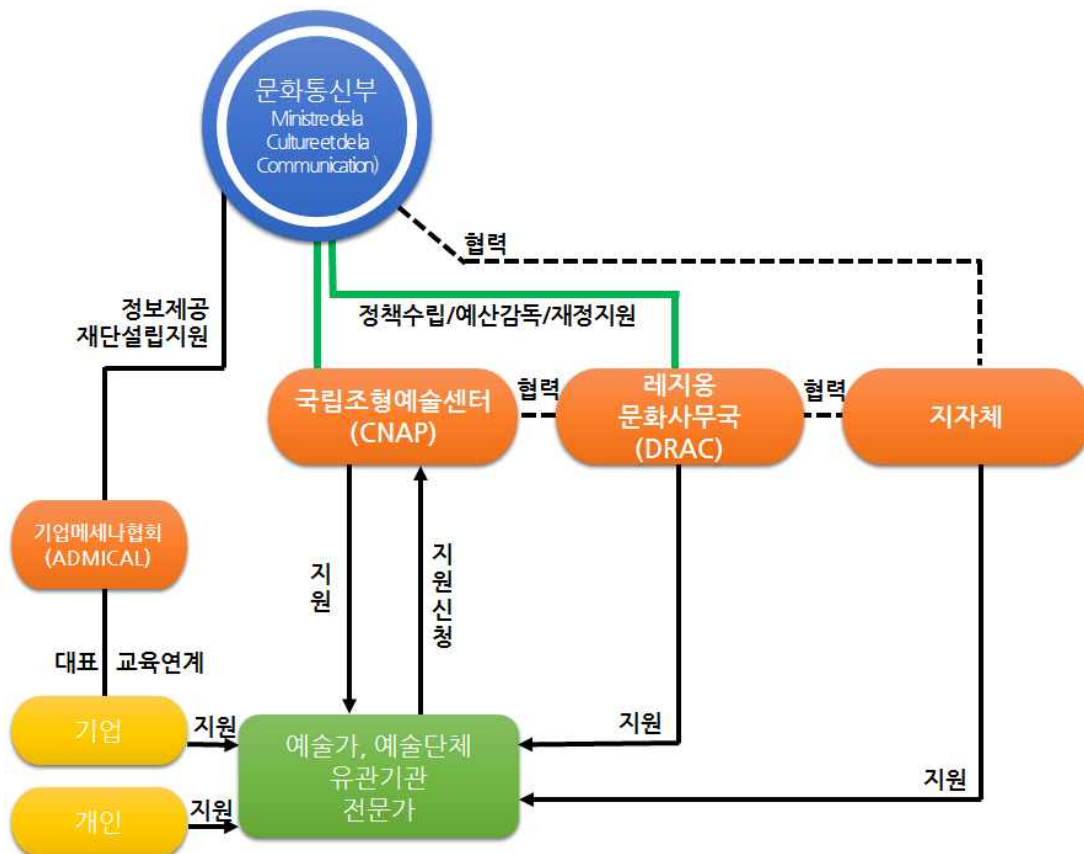 문화통신부
Ministre de la
Culture et de la
Communication)
협력
정보제공
재단설립지원
정책수립/예산감독/재정지원
국립조형예술센터
(CNAP)
협력
레지옹
문화사무국
(DRAC)
협력
지자체
기업메세나협회
(ADMICAL)
지원
지원신청
대표 교육연계
기업
지원
개인
지원
예술가, 예술단체
유관기관
전문가
지원
지원